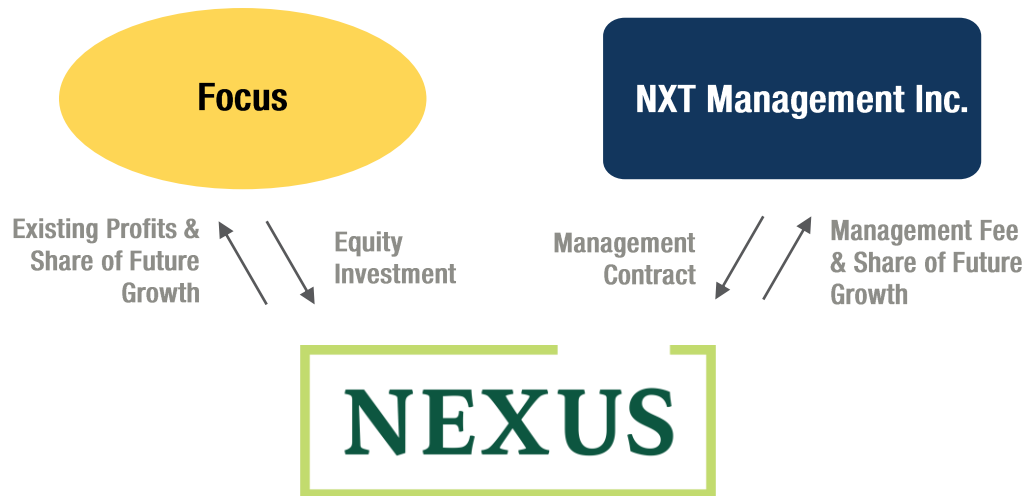 Focus
NXT Management Inc.
Existing Profits &
Share of Future
Growth
Equity
Investment
Management
Contract
Management Fee
& Share of Future
Growth
NEXUS